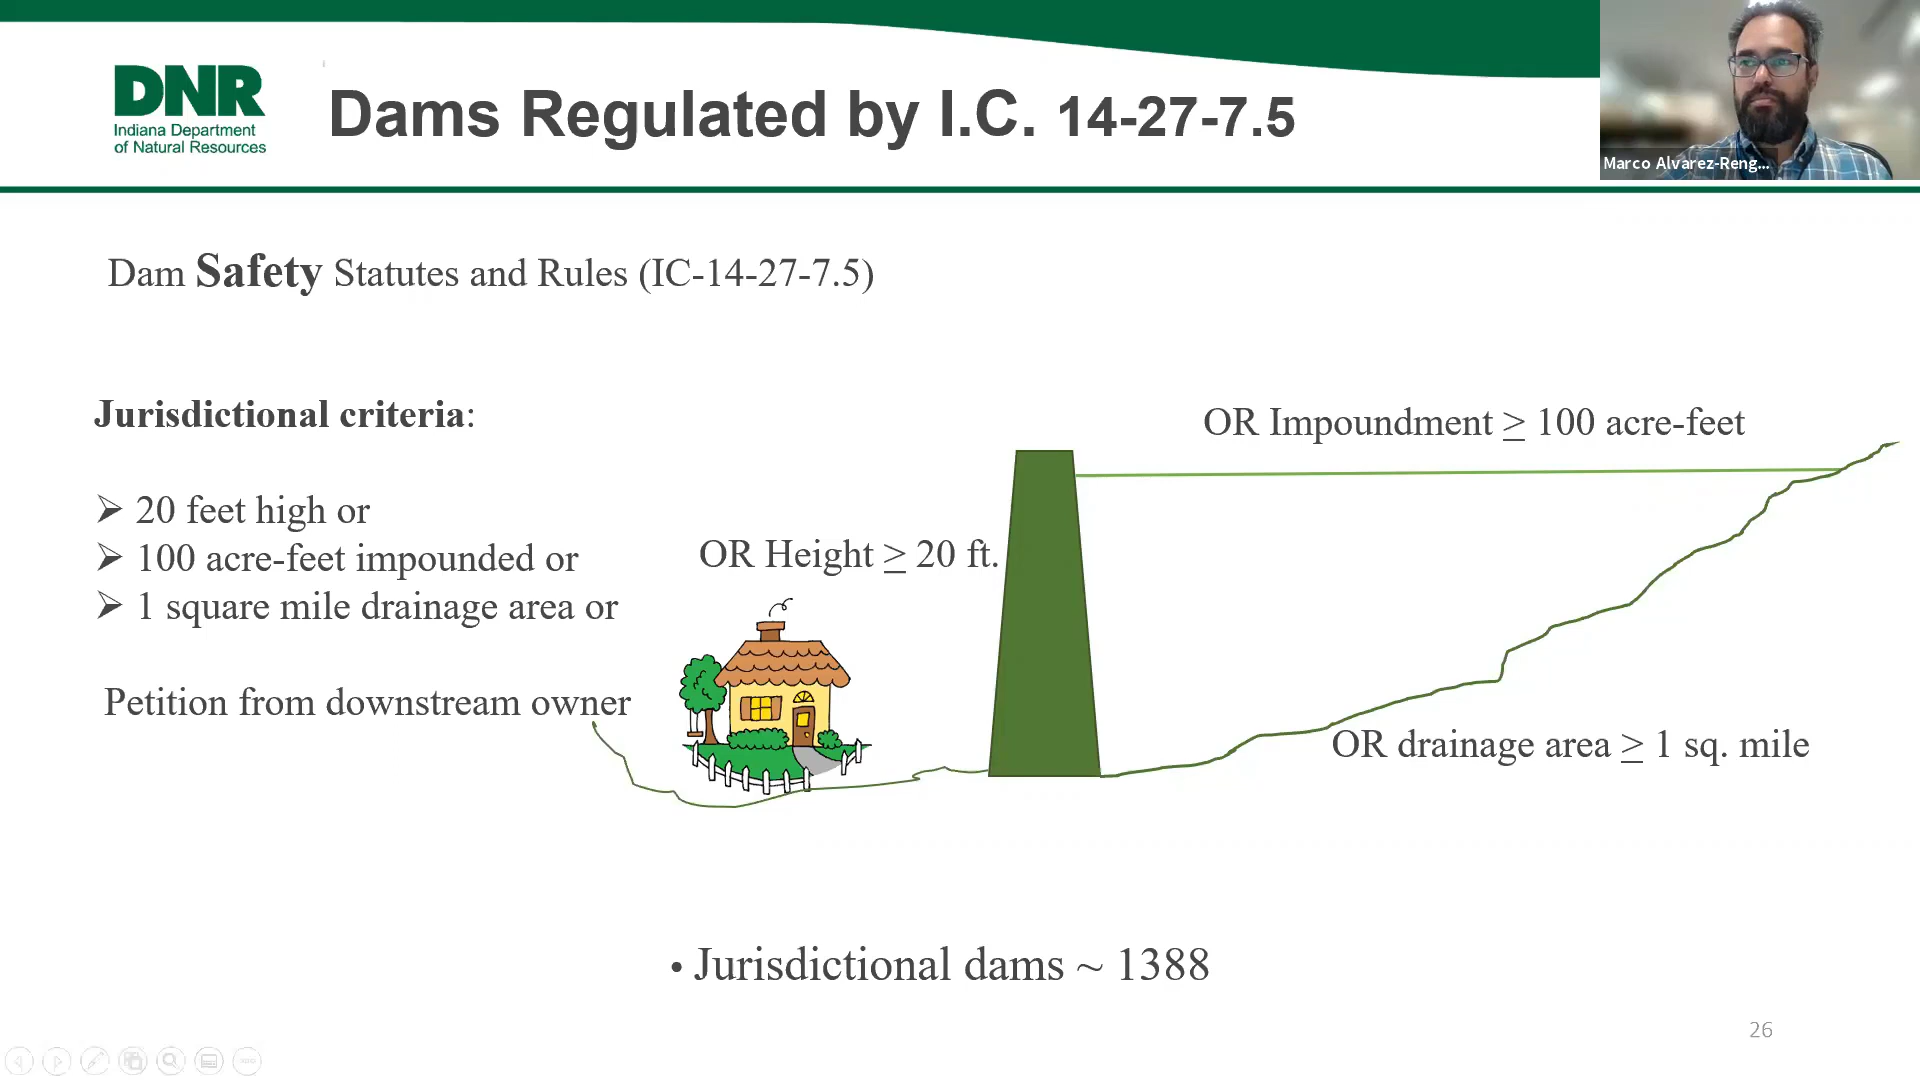 DNR
Indiana Department
of Natural Resources
Dams Regulated by I.C. 14-27-7.5
Marco Alvarez-Reng...
Dam Safety Statutes and Rules (IC-14-27-7.5)
Jurisdictional criteria:
➢ 20 feet high or
➢ 100 acre-feet impounded or
➢ 1 square mile drainage area or
Petition from downstream owner
OR Impoundment ≥ 100 acre-feet
OR Height ≥ 20 ft.
OR drainage area ≥ 1 sq. mile
• Jurisdictional dams ~ 1388
26